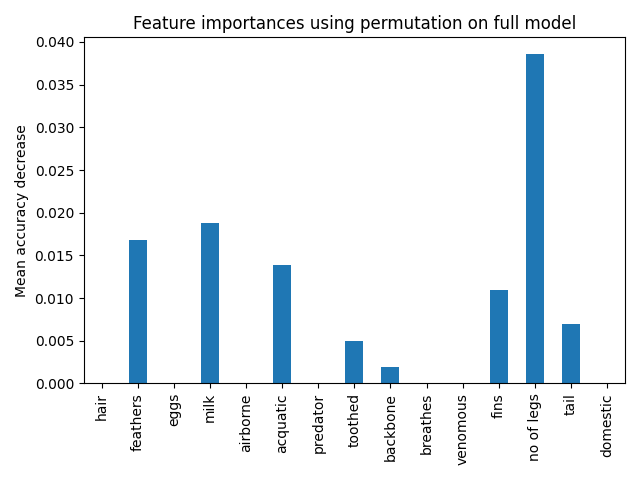 Feature importances using permutation on full model
Mean accuracy decrease
0.040
0.035
0.030
0.025
0.020
0.015
0.010
0.005
0.000
hair
feathers
eggs
milk
airborne
acquatic
predator
toothed
backbone
breathes
venomous
fins
no of legs
tail
domestic